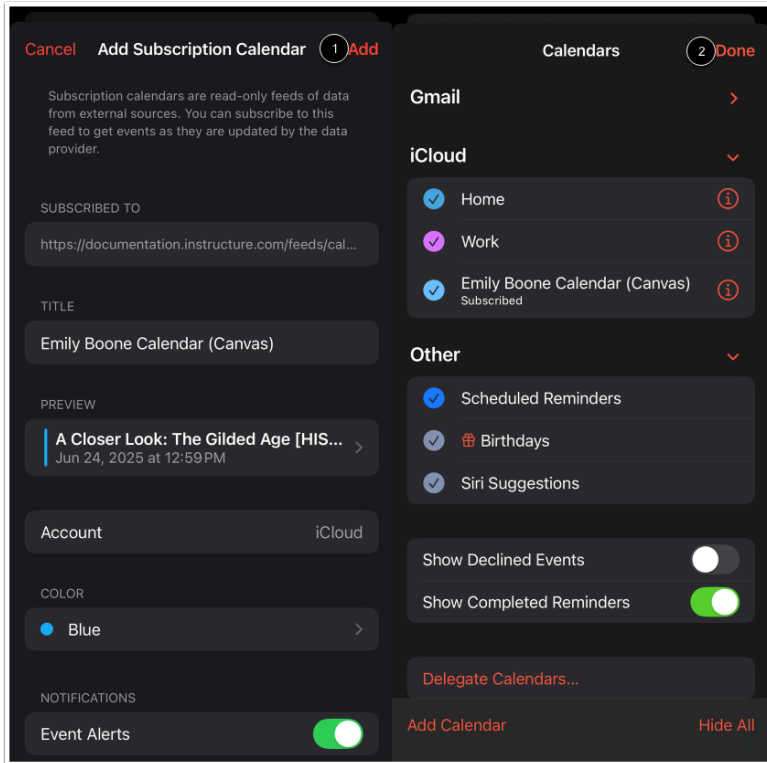 Cancel Add Subscription Calendar 1 Add
Subscription calendars are read-only feeds of data
from external sources. You can subscribe to this
feed to get events as they are updated by the data
provider.
SUBSCRIBED TO
https://documentation.instructure.com/feeds/cal...
TITLE
Emily Boone Calendar (Canvas)
PREVIEW
A Closer Look: The Gilded Age [HIS...
Jun 24, 2025 at 12:59 PM
Account iCloud
COLOR
Blue
NOTIFICATIONS
Event Alerts
Calendars 2 Done
Gmail
iCloud
Home
Work
Emily Boone Calendar (Canvas)
Subscribed
Other
Scheduled Reminders
Birthdays
Siri Suggestions
Show Declined Events
Show Completed Reminders
Delegate Calendars...
Add Calendar Hide All